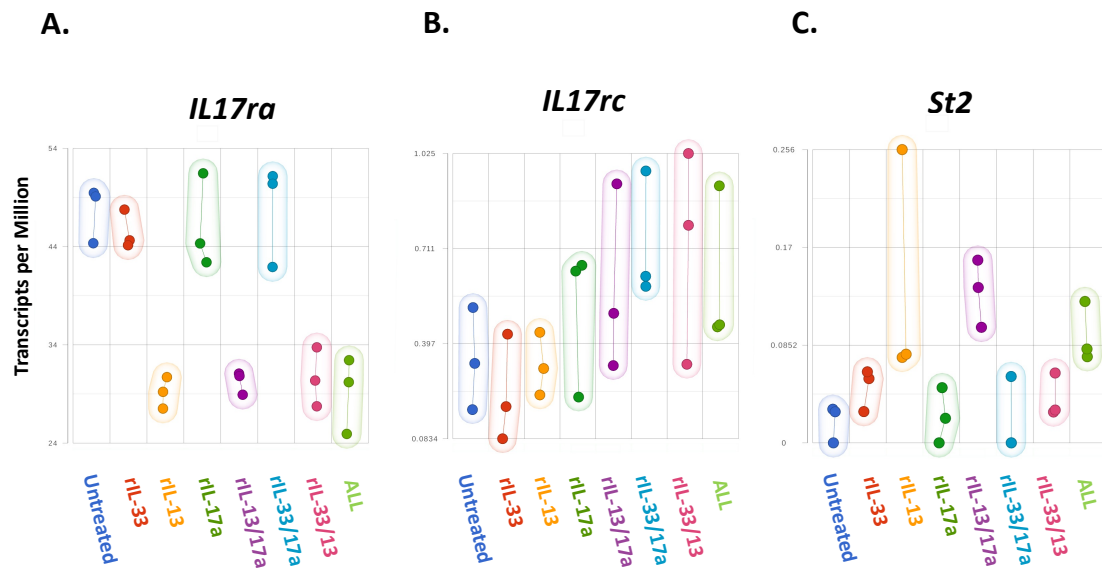 A.
B.
C.
IL17ra
IL17rc
St2
Transcripts per Million
54
44
34
24
1.025
0.711
0.397
0.0834
0.256
0.17
0.0852
0
Untreated
rIL-33
rIL-13
rIL-17a
rIL-13/17a
rIL-33/17a
rIL-33/13
ALL
Untreated
rIL-33
rIL-13
rIL-17a
rIL-13/17a
rIL-33/17a
rIL-33/13
ALL
Untreated
rIL-33
rIL-13
rIL-17a
rIL-13/17a
rIL-33/17a
rIL-33/13
ALL